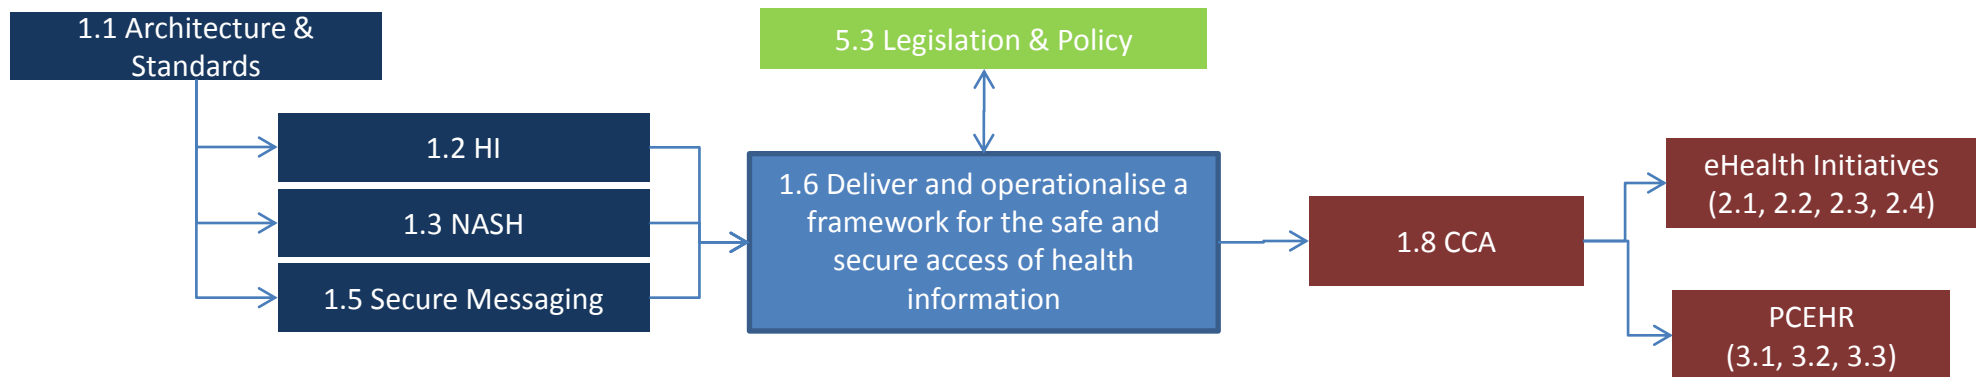 1.1 Architecture &
Standards
5.3 Legislation & Policy
1.2 HI
1.3 NASH
1.5 Secure Messaging
1.6 Deliver and operationalise a
framework for the safe and
secure access of health
information
1.8 CCA
eHealth Initiatives
(2.1, 2.2, 2.3, 2.4)
PCEHR
(3.1, 3.2, 3.3)